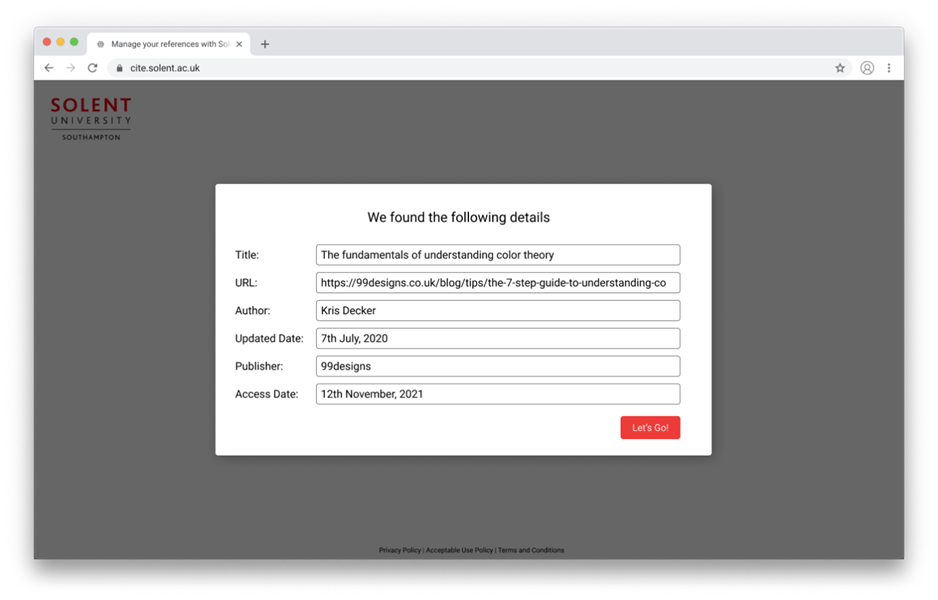 Manage your references with Sol
cite.solent.ac.uk
SOLENT
UNIVERSITY
SOUTHAMPTON
We found the following details
Title: The fundamentals of understanding color theory
URL: https://99designs.co.uk/blog/tips/the-7-step-guide-to-understanding-co
Author: Kris Decker
Updated Date: 7th July, 2020
Publisher: 99designs
Access Date: 12th November, 2021
Let's Go!
Privacy Policy | Acceptable Use Policy | Terms and Conditions